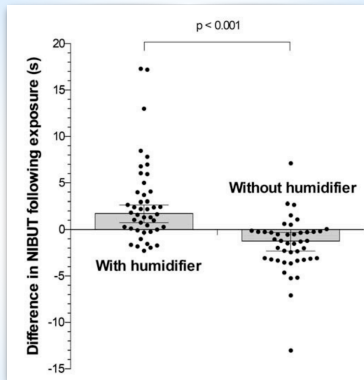 p < 0.001
Difference in NIBUT following exposure (s)
20
15
10
5
0
-5
-10
-15
With humidifier
Without humidifier